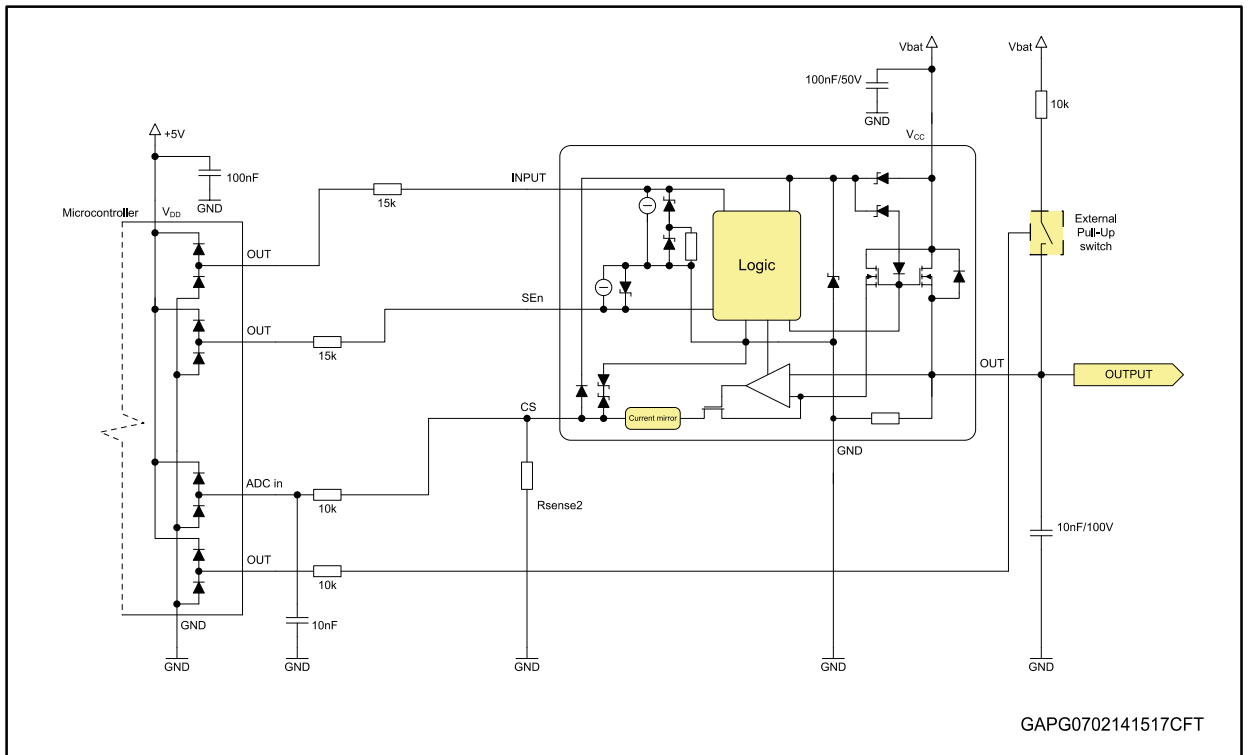 Vbat
Vbat
100nF/50V
GND
10k
+5V
VCC
100nF
GND
INPUT
15k
Microcontroller
VDD
OUT
External
Pull-Up
switch
Logic
SEn
OUT
15k
OUT
OUTPUT
CS
Current mirror
GND
ADC in
10k
Rsense2
10nF/100V
OUT
10k
GND
10nF
GND
GND
GND
GND
GND
GAPG0702141517CFT